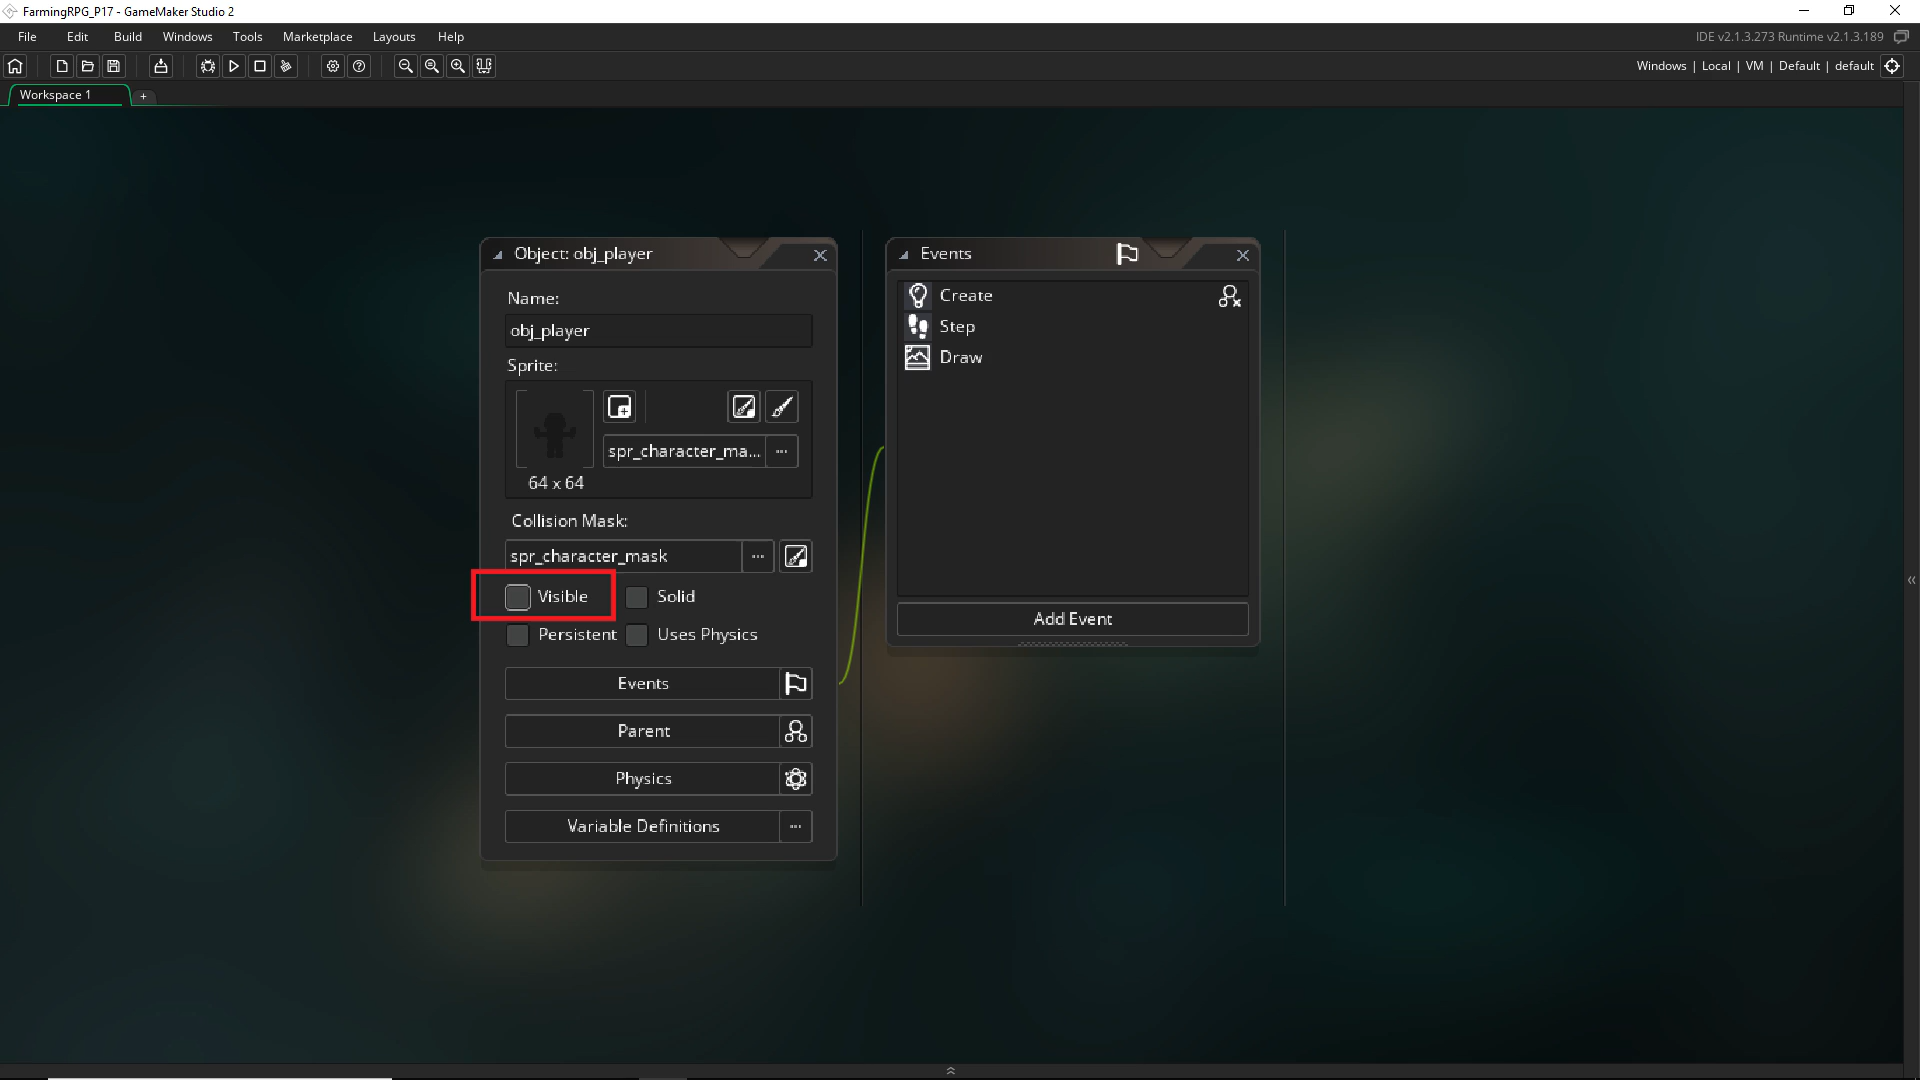 FarmingRPG_P17 - GameMaker Studio 2
File Edit Build Windows Tools Marketplace Layouts Help
IDE v2.1.3.273 Runtime v2.1.3.189
Windows | Local | VM | Default | default
Workspace 1 +
Object: obj_player
Name:
obj_player
Sprite:
spr_character_ma... ...
64 x 64
Collision Mask:
spr_character_mask ...
Visible Solid
Persistent Uses Physics
Events
Parent
Physics
Variable Definitions ...
Events
Create
Step
Draw
Add Event